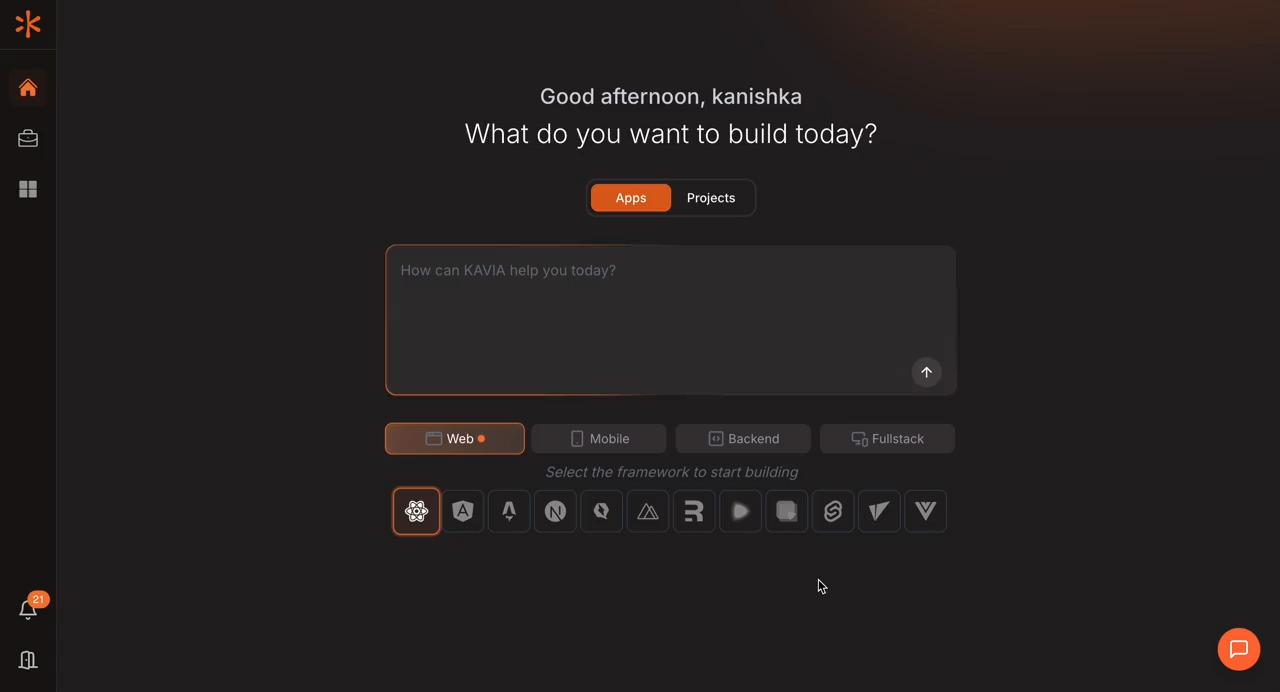 Good afternoon, kanishka
What do you want to build today?
Apps
Projects
How can KAVIA help you today?
Web
Mobile
Backend
Fullstack
Select the framework to start building
21